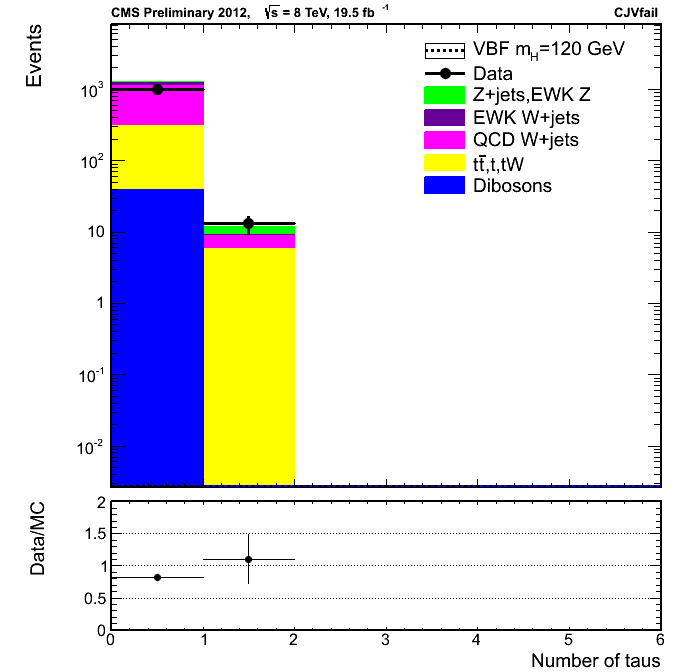 CMS Preliminary 2012, √s = 8 TeV, 19.5 fb⁻¹ CJVfail
Events
VBF m_H=120 GeV
Data
Z+jets,EWK Z
EWK W+jets
QCD W+jets
tt̄,t,tW
Dibosons
10³
10²
10
1
10⁻¹
10⁻²
Data/MC
2
1.5
1
0.5
0
0 1 2 3 4 5 6
Number of taus